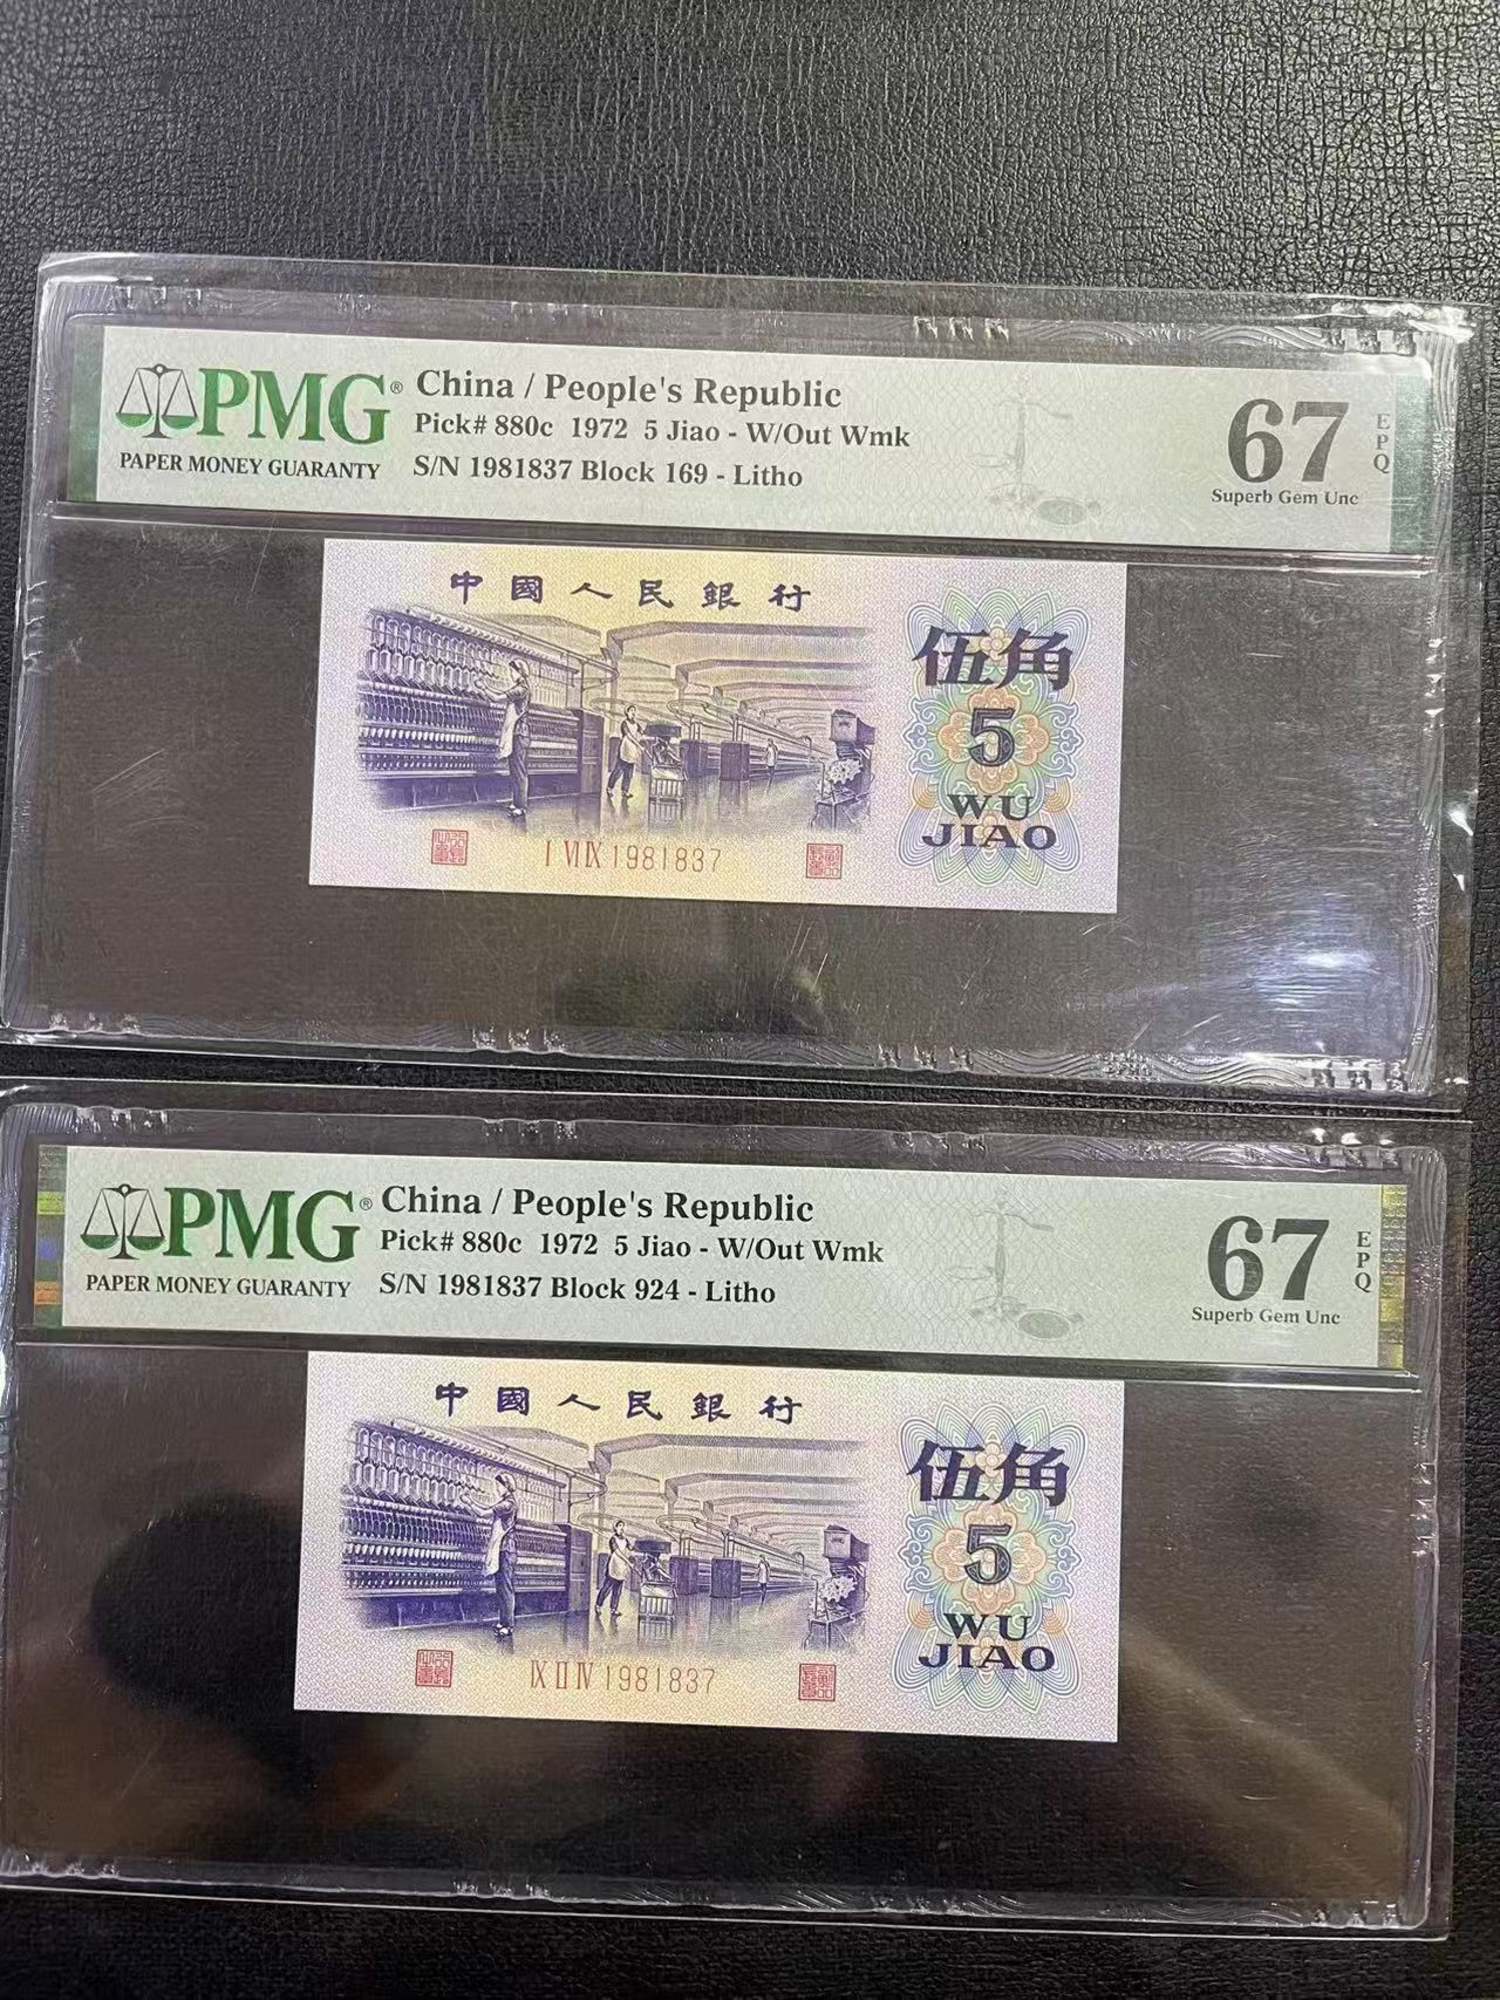 PMG® China / People's Republic
Pick# 880c 1972 5 Jiao - W/Out Wmk
PAPER MONEY GUARANTY S/N 1981837 Block 169 - Litho
67 EPQ
Superb Gem Unc
中國人民銀行
伍角
5
WU
JIAO
I VI IX 1981837
PMG® China / People's Republic
Pick# 880c 1972 5 Jiao - W/Out Wmk
PAPER MONEY GUARANTY S/N 1981837 Block 924 - Litho
67 EPQ
Superb Gem Unc
中國人民銀行
伍角
5
WU
JIAO
IX II IV 1981837